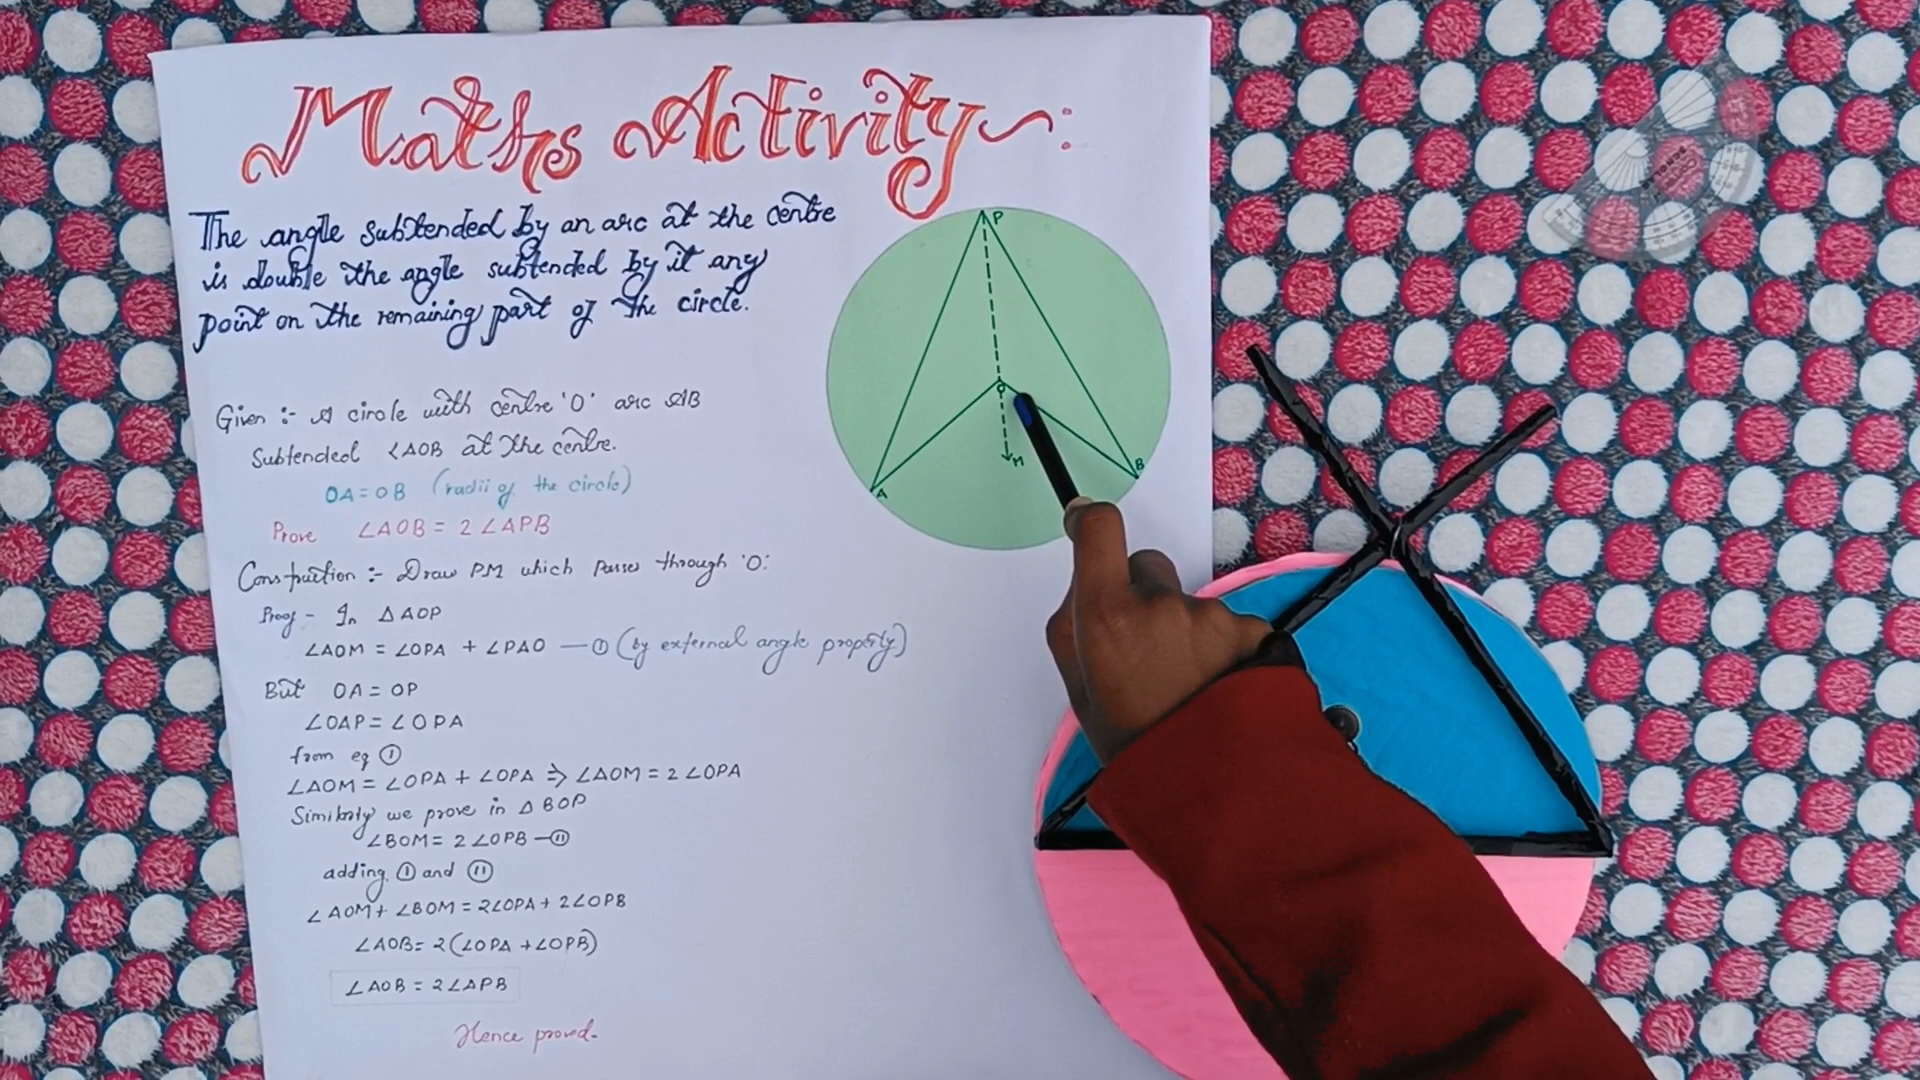 Maths Activity ~:
The angle subtended by an arc at the centre
is double the angle subtended by it any
point on the remaining part of the circle.
Given :- A circle with centre 'O' arc AB
Subtended ∠AOB at the centre.
OA = OB (radii of the circle)
Prove ∠AOB = 2 ∠APB
Construction :- Draw PM which Passes through 'O'.
Proof - In △ AOP
∠AOM = ∠OPA + ∠PAO — ① (by external angle property)
But OA = OP
∠OAP = ∠OPA
from eq ①
∠AOM = ∠OPA + ∠OPA ⇒ ∠AOM = 2 ∠OPA
Similarly we prove in △ BOP
∠BOM = 2 ∠OPB — ⑪
adding ① and ⑪
∠AOM + ∠BOM = 2∠OPA + 2∠OPB
∠AOB = 2(∠OPA + ∠OPB)
∠AOB = 2∠APB
Hence proved.
P
O
M
A
B